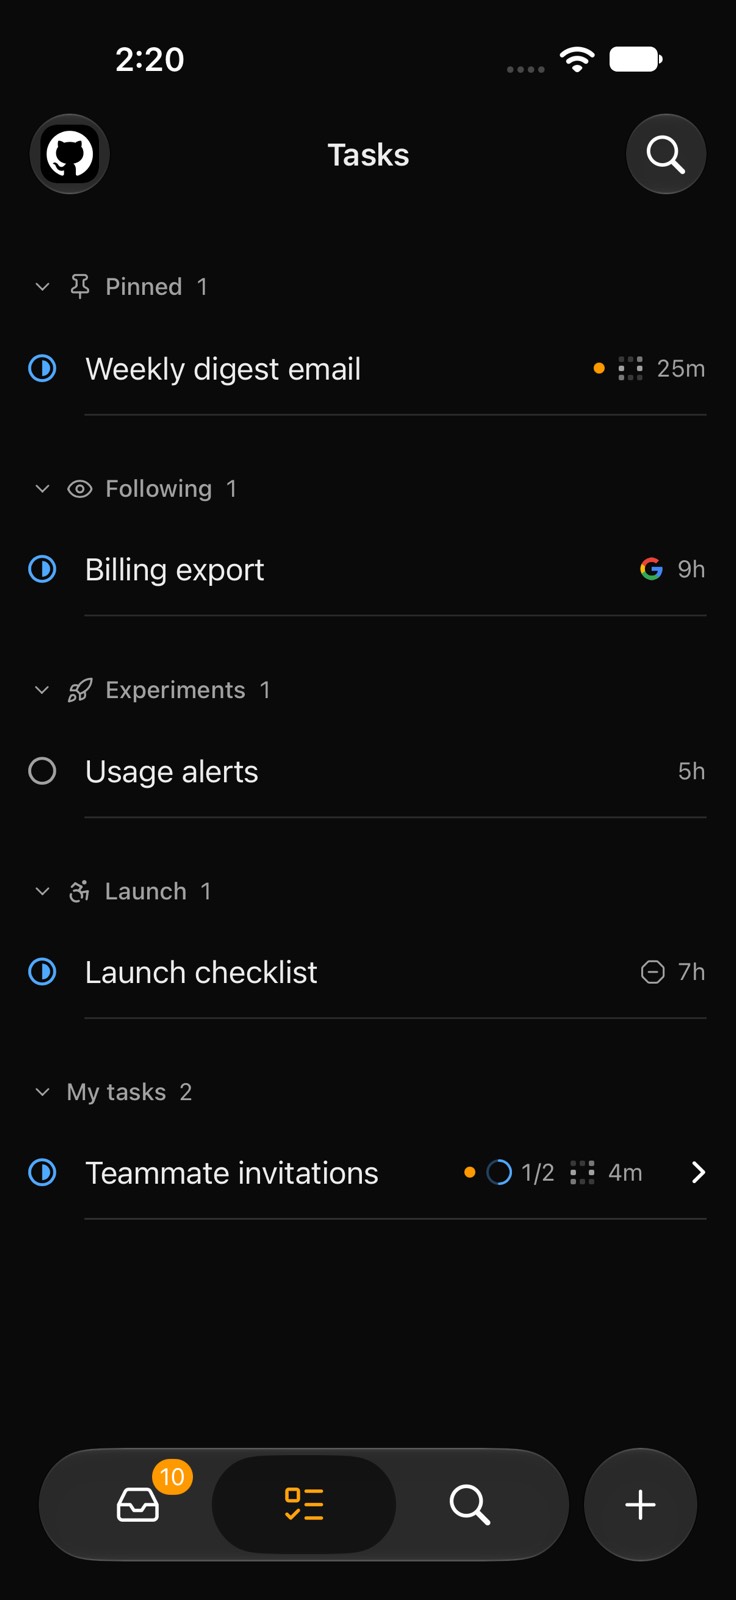 2:20
Tasks
Pinned 1
Weekly digest email 25m
Following 1
Billing export 9h
Experiments 1
Usage alerts 5h
Launch 1
Launch checklist 7h
My tasks 2
Teammate invitations 1/2 4m
10